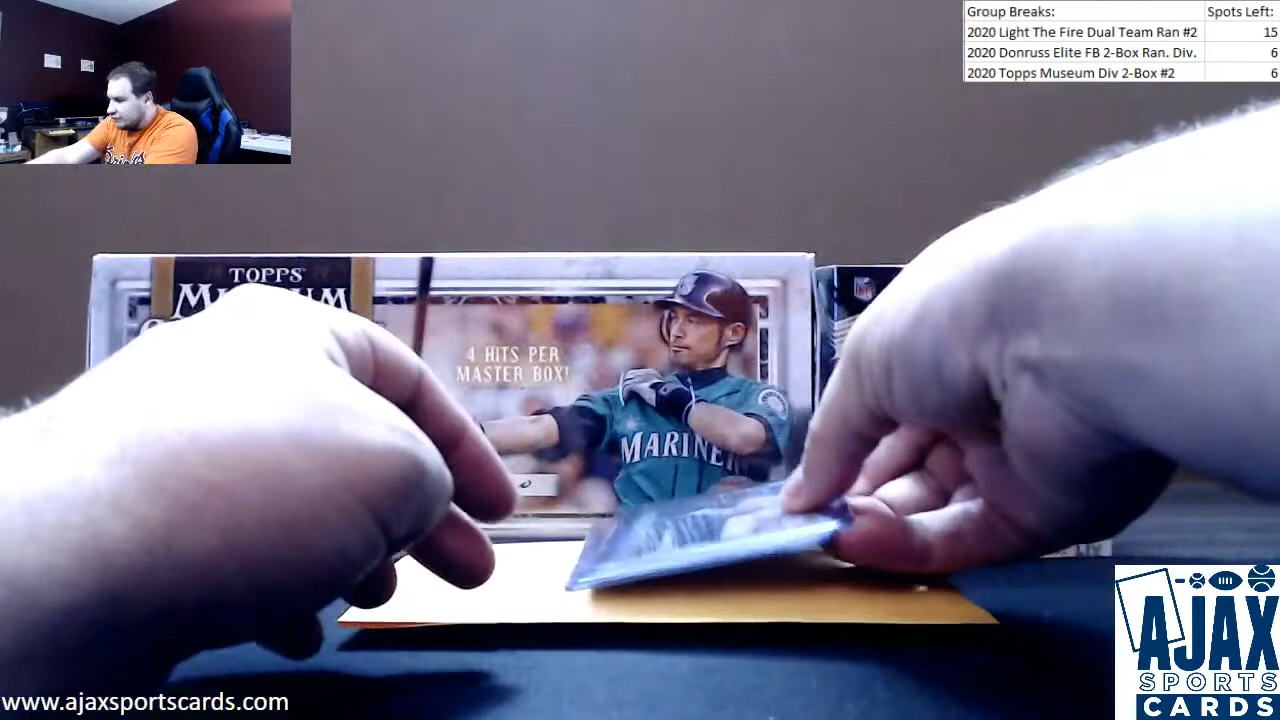 Group Breaks: Spots Left:
2020 Light The Fire Dual Team Ran #2 15
2020 Donruss Elite FB 2-Box Ran. Div. 6
2020 Topps Museum Div 2-Box #2 6
TOPPS
4 HITS PER
MASTER BOX!
NFL
AJAX
SPORTS
CARDS
www.ajaxsportscards.com